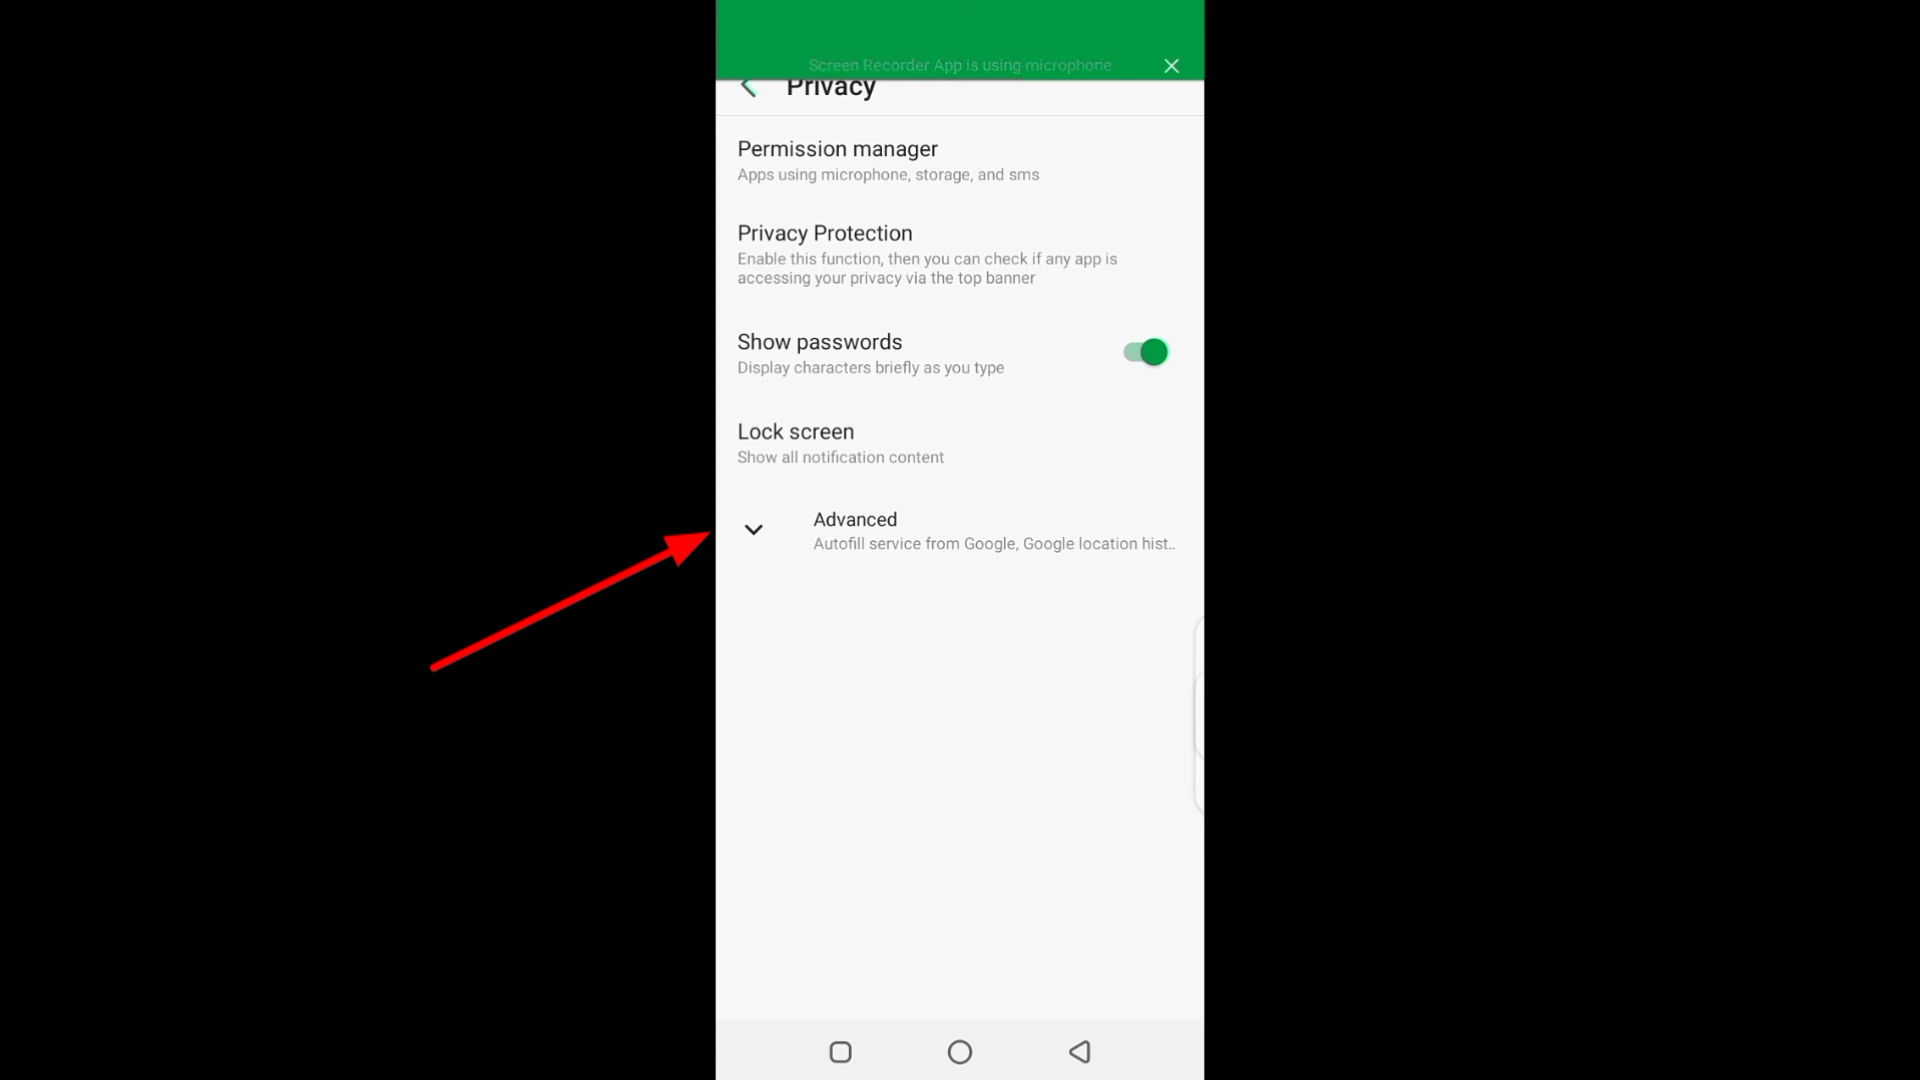 Screen Recorder App is using microphone
Privacy
Permission manager
Apps using microphone, storage, and sms
Privacy Protection
Enable this function, then you can check if any app is
accessing your privacy via the top banner
Show passwords
Display characters briefly as you type
Lock screen
Show all notification content
Advanced
Autofill service from Google, Google location hist..